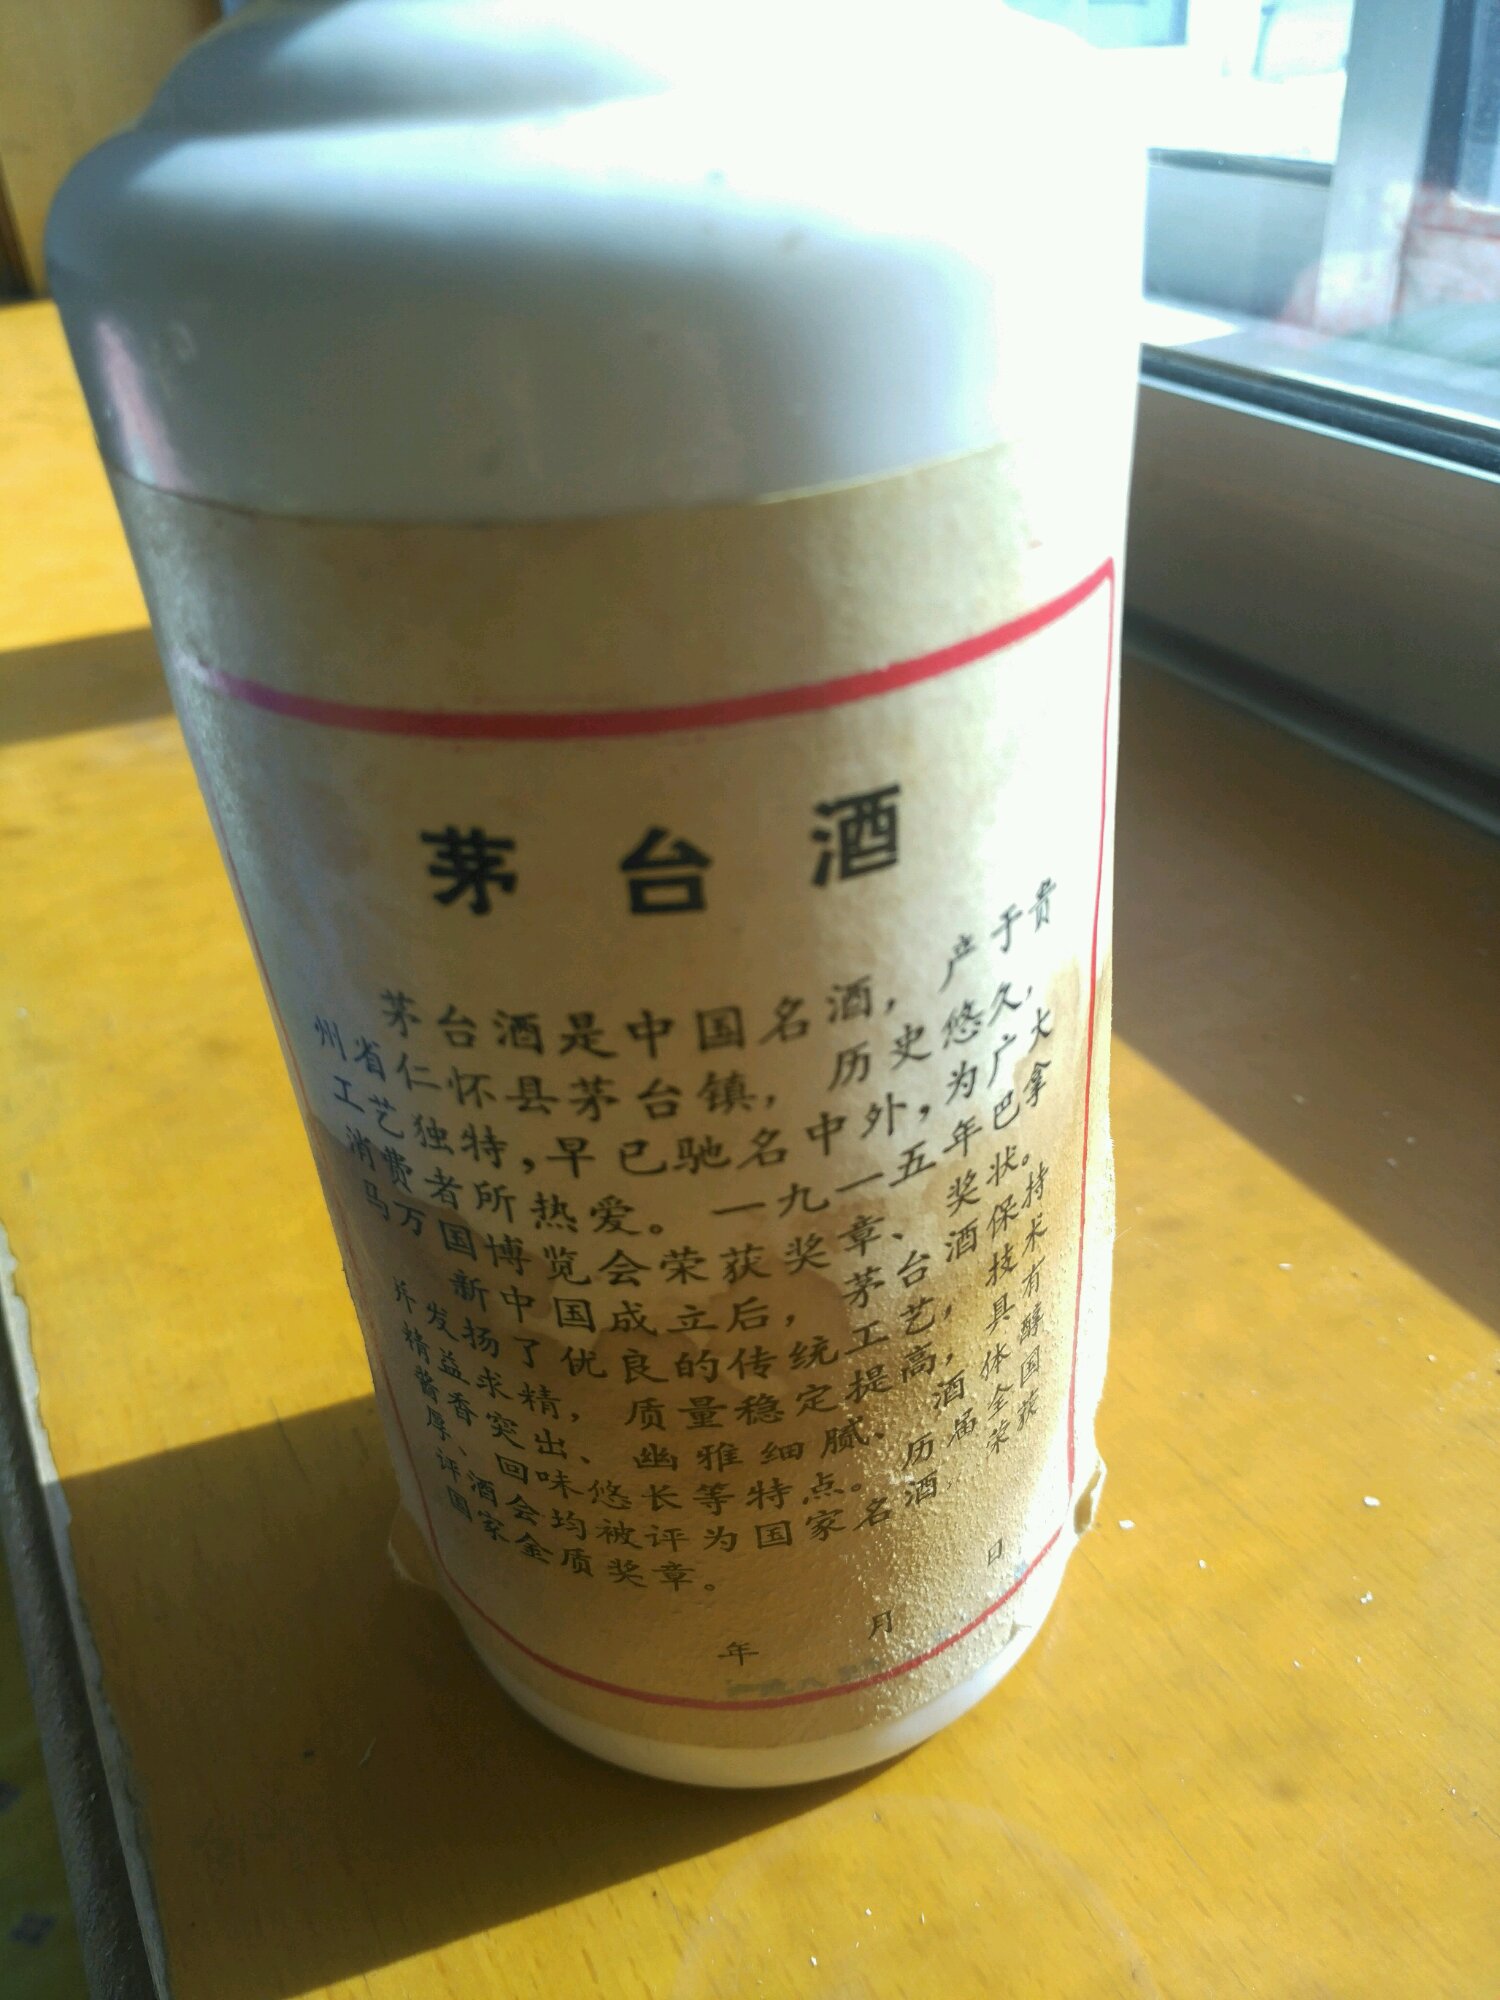 茅台酒
茅台酒是中国名酒，产于贵
州省仁怀县茅台镇，历史悠久，
工艺独特，早已驰名中外，为广大
消费者所热爱。一九一五年巴拿
马万国博览会荣获奖章、奖状。
新中国成立后，茅台酒保持
并发扬了优良的传统工艺，技术
精益求精，质量稳定提高，具有
酱香突出、幽雅细腻、酒体醇
厚、回味悠长等特点。历届全国
评酒会均被评为国家名酒，荣获
国家金质奖章。
年 月 日